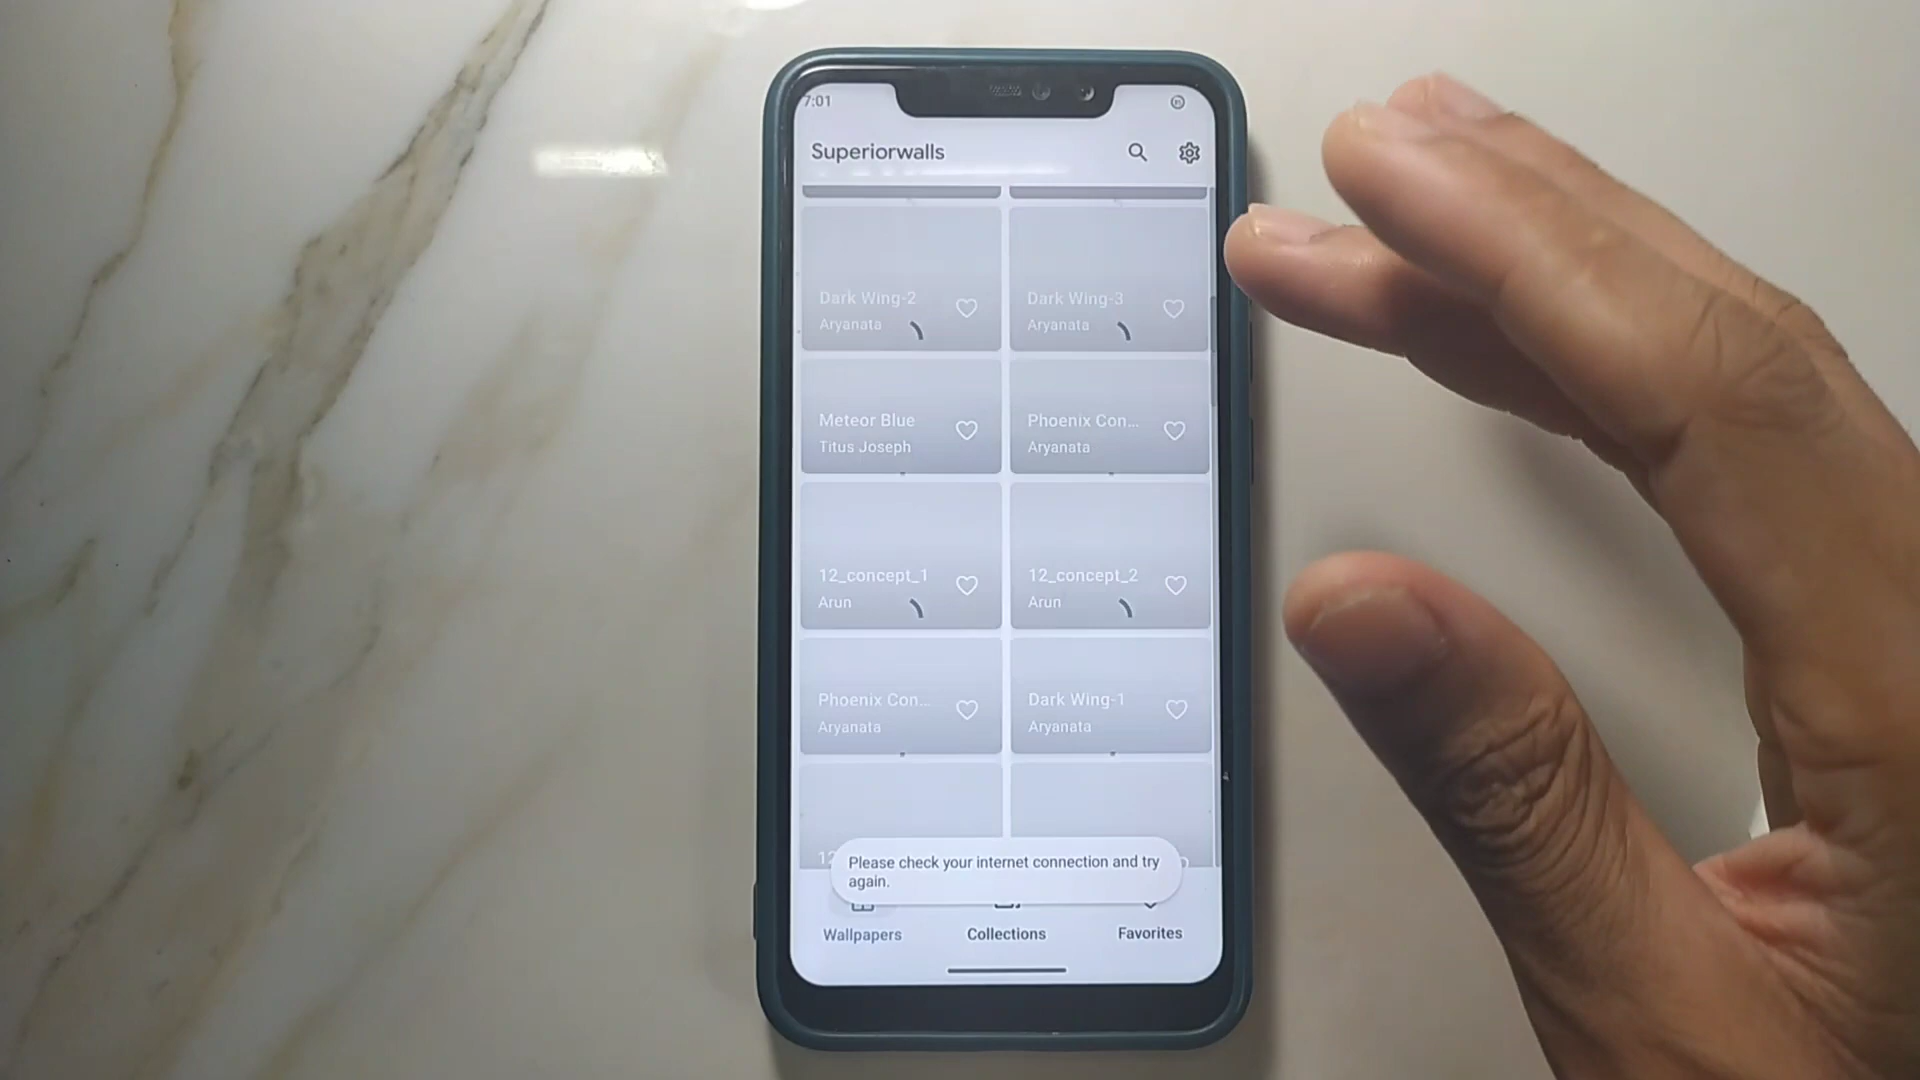 7:01
Superiorwalls
Dark Wing-2
Aryanata
Dark Wing-3
Aryanata
Meteor Blue
Titus Joseph
Phoenix Con...
Aryanata
12_concept_1
Arun
12_concept_2
Arun
Phoenix Con...
Aryanata
Dark Wing-1
Aryanata
Please check your internet connection and try
again.
Wallpapers
Collections
Favorites